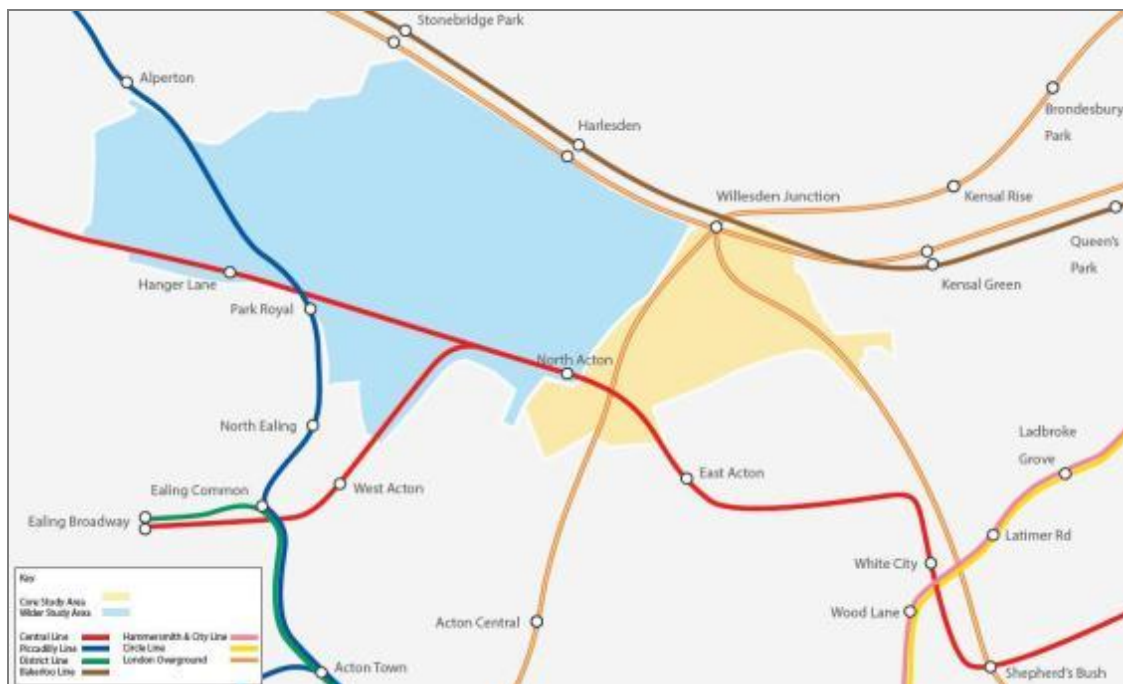 Stonebridge Park
Alperton
Harlesden
Brondesbury
Park
Willesden Junction
Kensal Rise
Queen's
Park
Hanger Lane
Kensal Green
Park Royal
North Acton
North Ealing
Ladbroke
Grove
East Acton
Ealing Common
West Acton
Ealing Broadway
Latimer Rd
White City
Wood Lane
Acton Central
Acton Town
Shepherd's Bush
Key
Core Study Area
Wider Study Area
Central Line
Piccadilly Line
District Line
Bakerloo Line
Hammersmith & City Line
Circle Line
London Overground